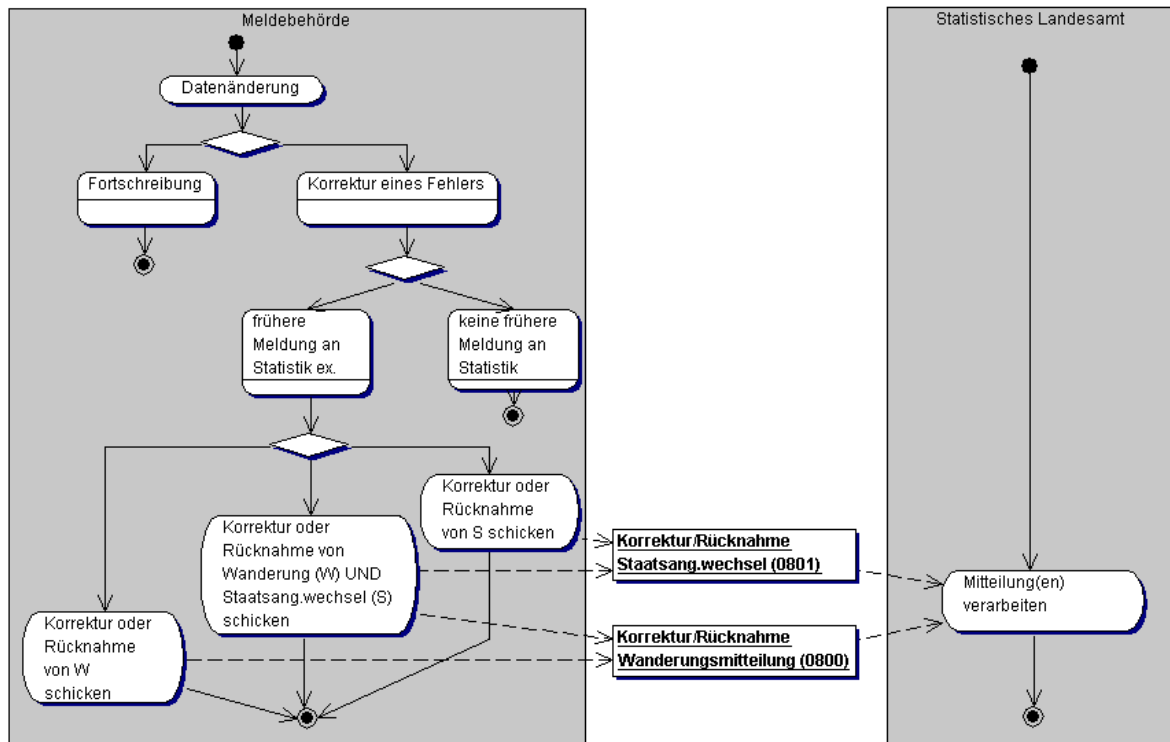 Meldebehörde
Statistisches Landesamt
Datenänderung
Fortschreibung
Korrektur eines Fehlers
frühere
Meldung an
Statistik ex.
keine frühere
Meldung an
Statistik
Korrektur oder
Rücknahme
von S schicken
Korrektur oder
Rücknahme von
Wanderung (W) UND
Staatsang.wechsel (S)
schicken
Korrektur oder
Rücknahme
von W
schicken
Korrektur/Rücknahme
Staatsang.wechsel (0801)
Korrektur/Rücknahme
Wanderungsmitteilung (0800)
Mitteilung(en)
verarbeiten